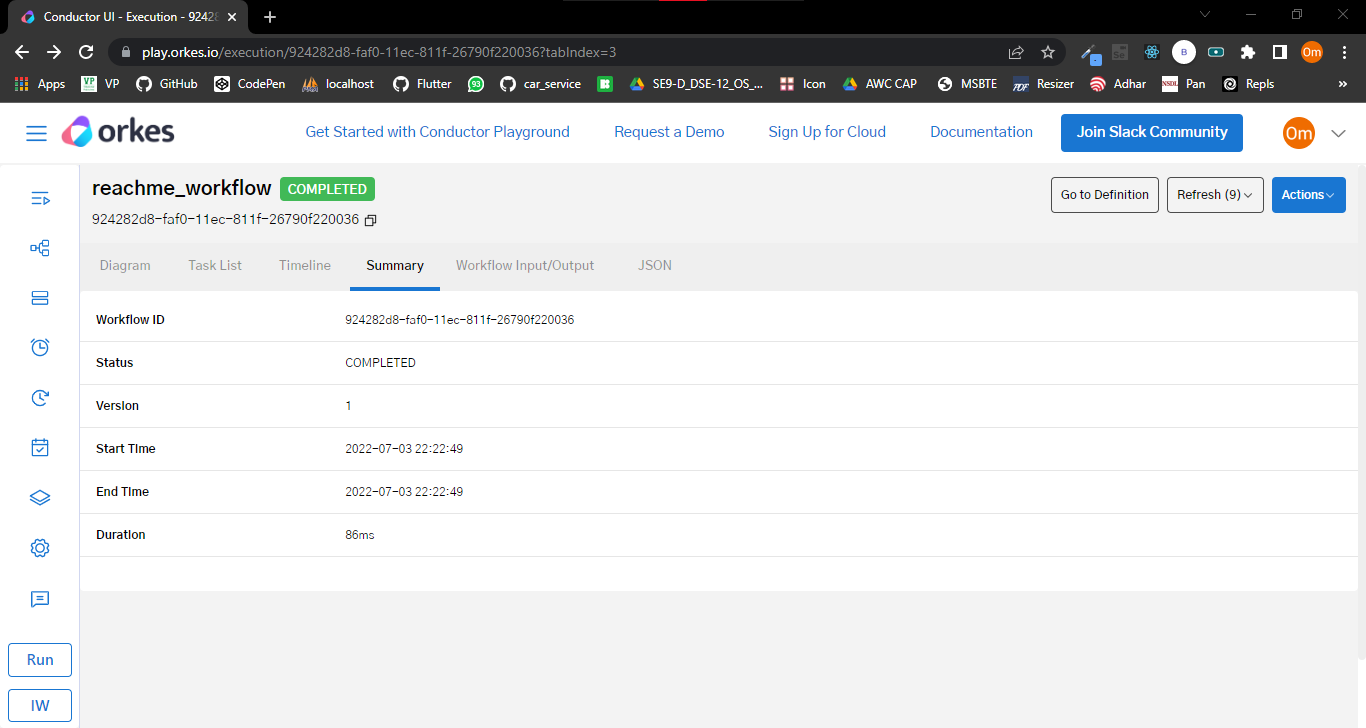 Conductor UI - Execution - 9242
play.orkes.io/execution/924282d8-faf0-11ec-811f-26790f220036?tabIndex=3
B
Om
Apps VP VP GitHub CodePen localhost Flutter 93 car_service SE9-D_DSE-12_OS_... Icon AWC CAP MSBTE TDF Resizer Adhar NSDL Pan Repls »
orkes Get Started with Conductor Playground Request a Demo Sign Up for Cloud Documentation Join Slack Community Om
reachme_workflow COMPLETED
Go to Definition Refresh (9) Actions
924282d8-faf0-11ec-811f-26790f220036
Diagram Task List Timeline Summary Workflow Input/Output JSON
Workflow ID 924282d8-faf0-11ec-811f-26790f220036
Status COMPLETED
Version 1
Start Time 2022-07-03 22:22:49
End Time 2022-07-03 22:22:49
Duration 86ms
Run
IW